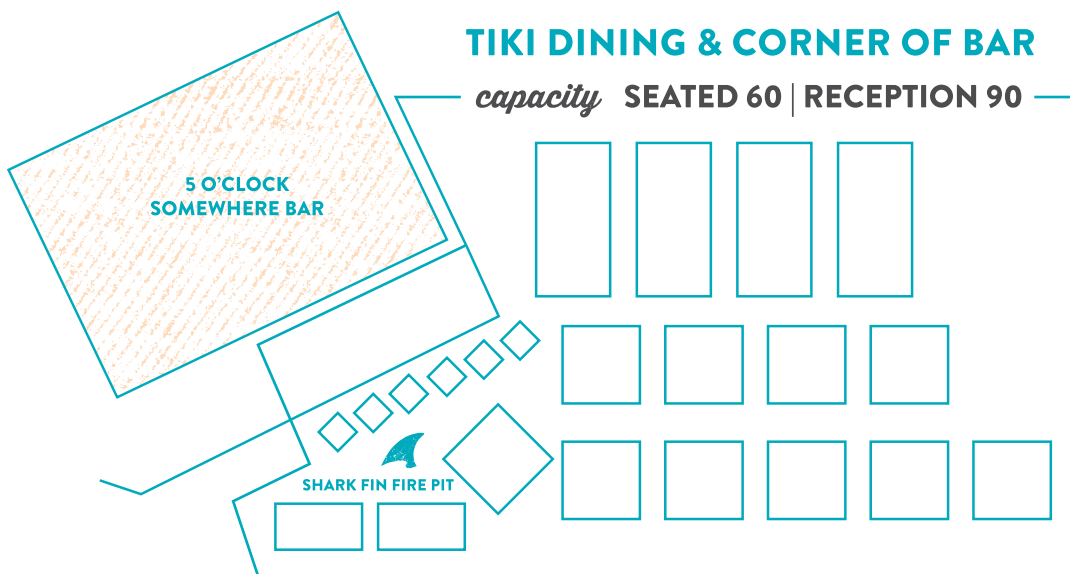 TIKI DINING & CORNER OF BAR
capacity SEATED 60 | RECEPTION 90
5 O’CLOCK
SOMEWHERE BAR
SHARK FIN FIRE PIT